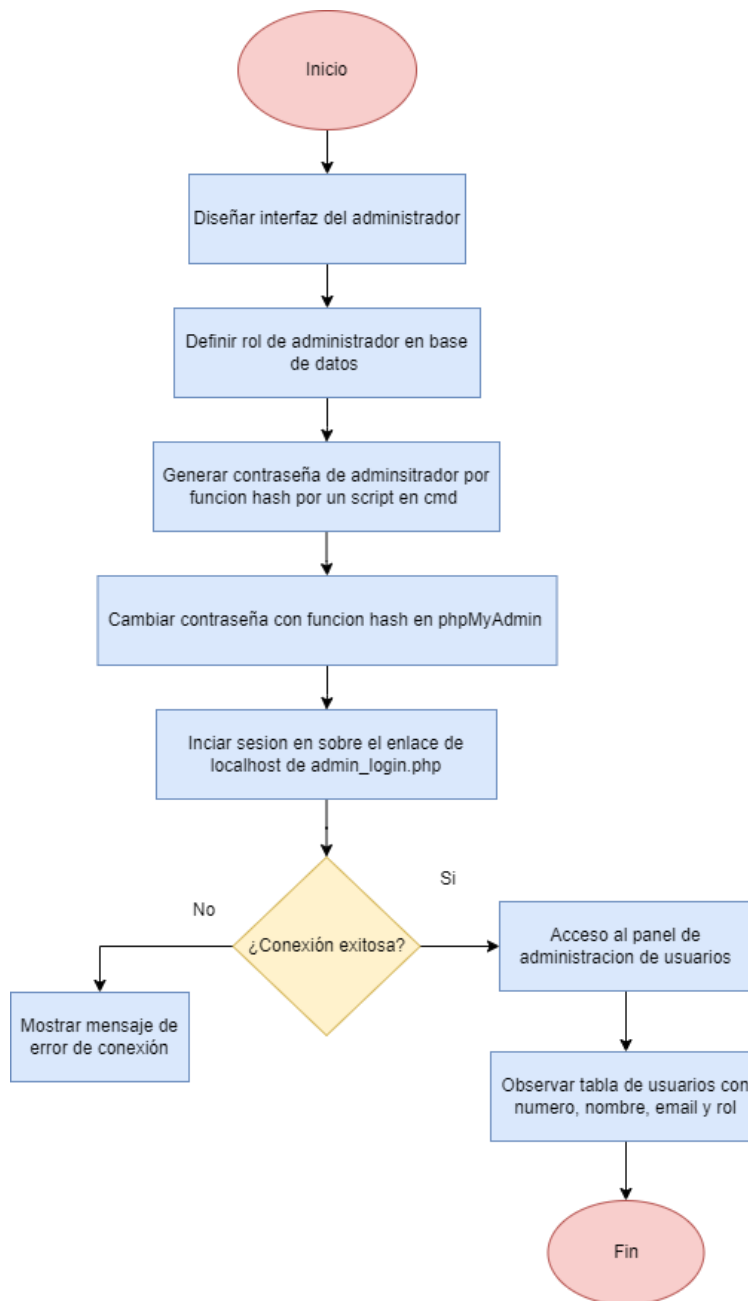 Inicio
Diseñar interfaz del administrador
Definir rol de administrador en base
de datos
Generar contraseña de adminsitrador por
funcion hash por un script en cmd
Cambiar contraseña con funcion hash en phpMyAdmin
Inciar sesion en sobre el enlace de
localhost de admin_login.php
¿Conexión exitosa?
No
Si
Mostrar mensaje de
error de conexión
Acceso al panel de
administracion de usuarios
Observar tabla de usuarios con
numero, nombre, email y rol
Fin